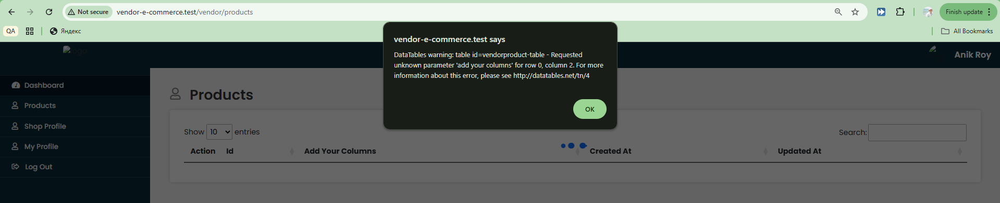 Not secure vendor-e-commerce.test/vendor/products Finish update
QA Яндекс All Bookmarks
vendor-e-commerce.test says
DataTables warning: table id=vendorproduct-table - Requested
unknown parameter 'add your columns' for row 0, column 2. For more
information about this error, please see http://datatables.net/tn/4
OK
logo Anik Roy
Dashboard
Products
Shop Profile
My Profile
Log Out
Products
Show 10 entries Search:
Action Id Add Your Columns Created At Updated At